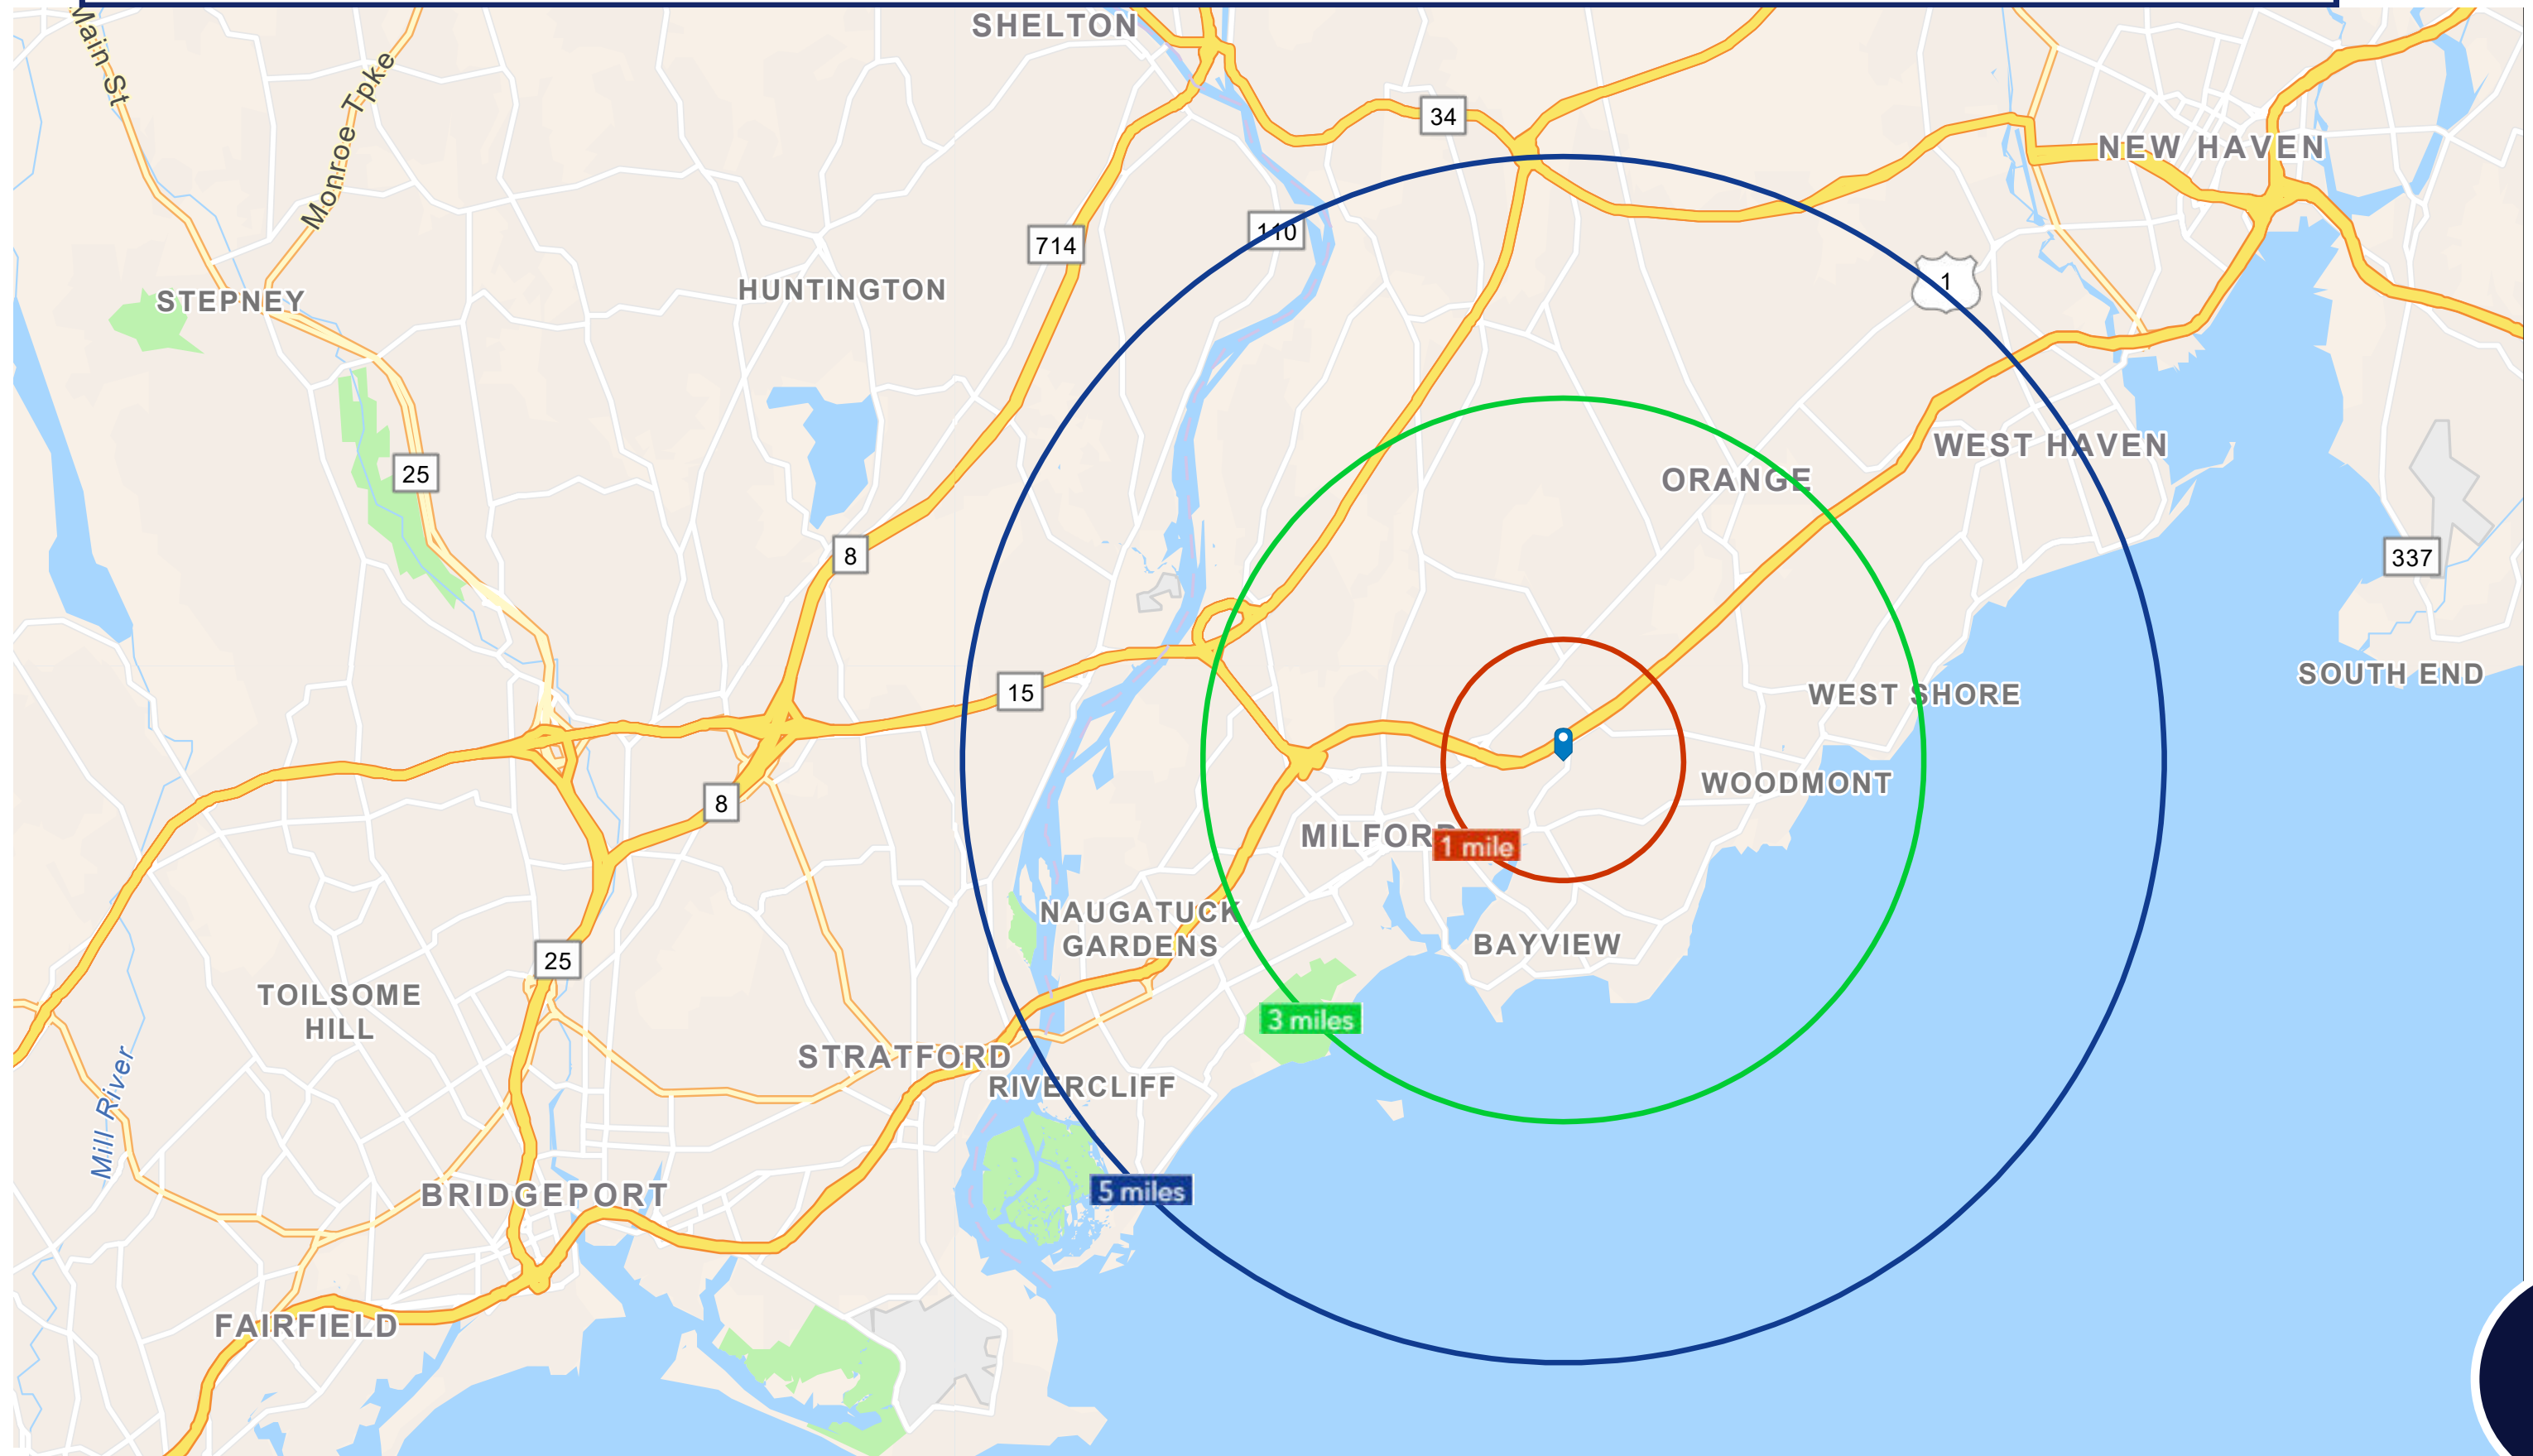 SHELTON
Main St
Monroe Tpke
34
NEW HAVEN
110
714
1
HUNTINGTON
STEPNEY
WEST HAVEN
25
ORANGE
8
337
SOUTH END
15
WEST SHORE
WOODMONT
8
MILFORD
1 mile
NAUGATUCK
GARDENS
BAYVIEW
25
TOILSOME
HILL
3 miles
STRATFORD
RIVERCLIFF
Mill River
5 miles
BRIDGEPORT
FAIRFIELD